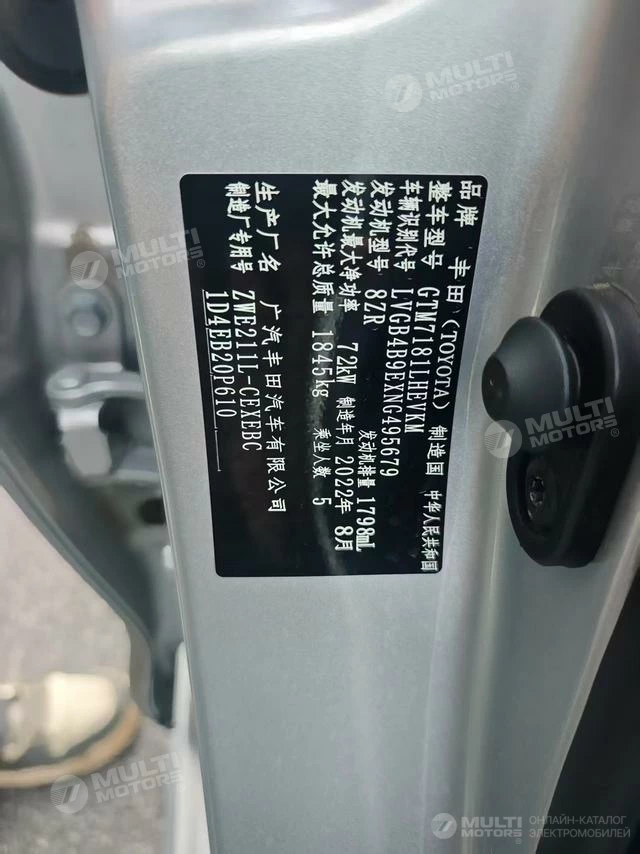 品牌 丰田(TOYOTA) 制造国 中华人民共和国
整车型号 GTM7181LHEVKM
车辆识别代号 LVGB4B9EXNG495679
发动机型号 8ZR 发动机排量 1798mL
发动机最大净功率 72kW 制造年月 2022年 8月
最大允许总质量 1845kg 乘坐人数 5
生产厂名 广汽丰田汽车有限公司
制造厂专用号 ZWE211L-CEXEBC
1D4EB20P610
MULTI MOTORS
MULTI MOTORS
MULTI MOTORS
MULTI MOTORS
MULTI MOTORS
MULTI MOTORS
ОНЛАЙН-КАТАЛОГ
ЭЛЕКТРОМОБИЛЕЙ